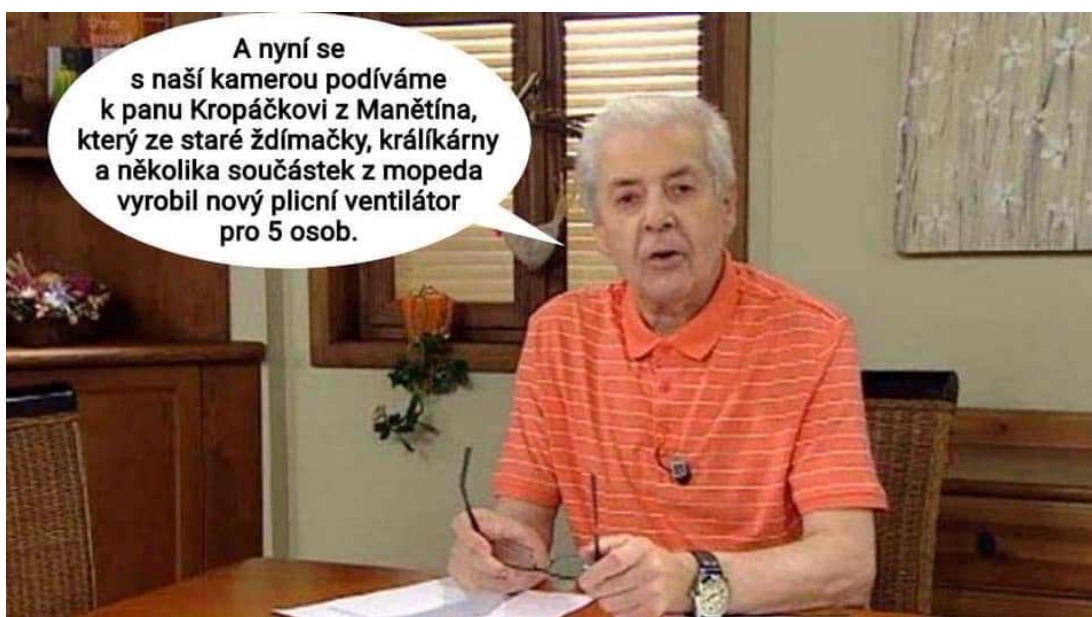 A nyní se
s naší kamerou podíváme
k panu Kropáčkovi z Manětína,
který ze staré ždímačky, králíkárny
a několika součástek z mopeda
vyrobil nový plicní ventilátor
pro 5 osob.